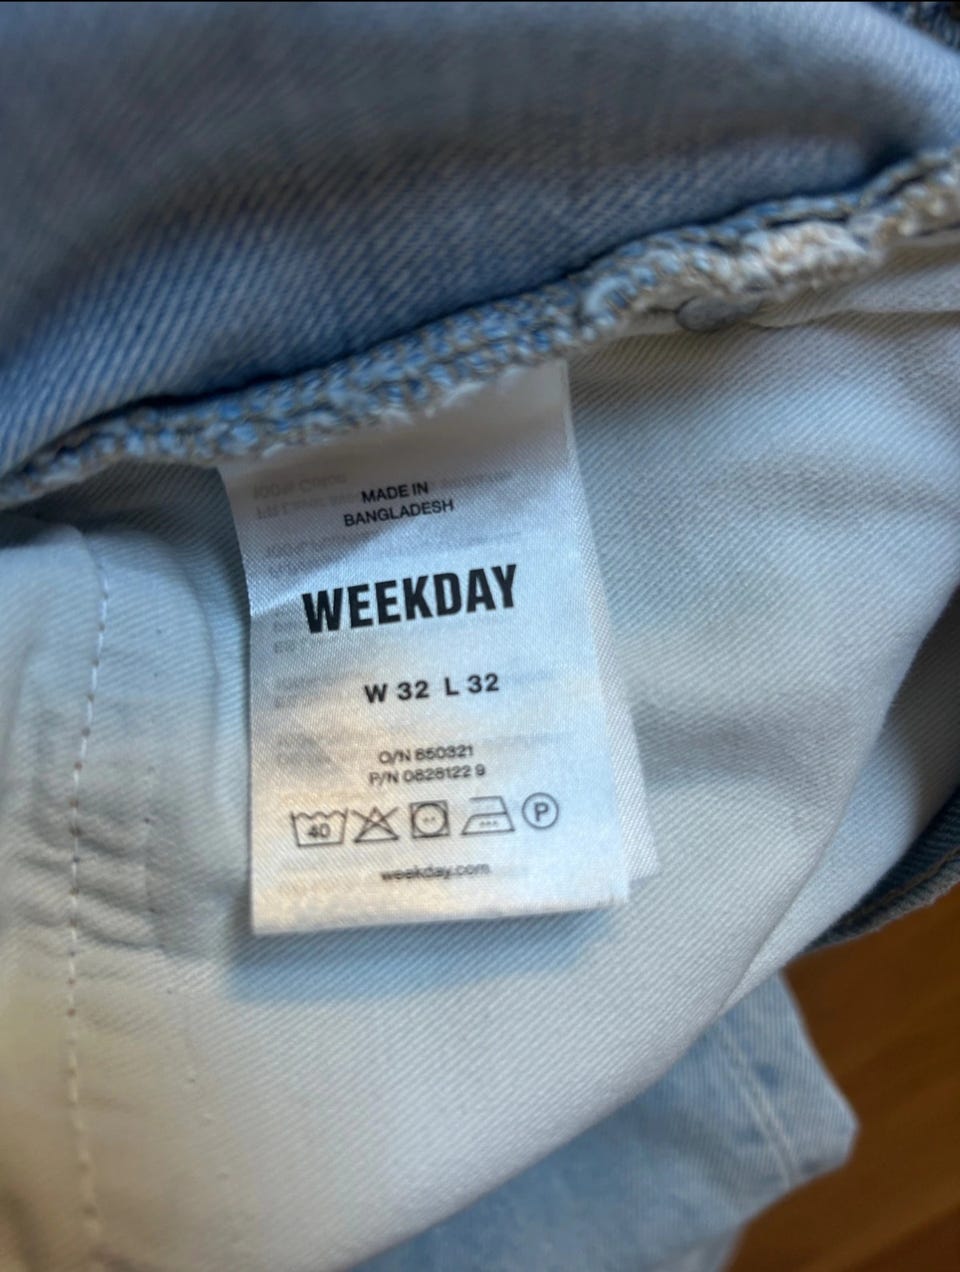 MADE IN
BANGLADESH
WEEKDAY
W 32 L 32
O/N 650321
P/N 0828122 9
40 P
weekday.com